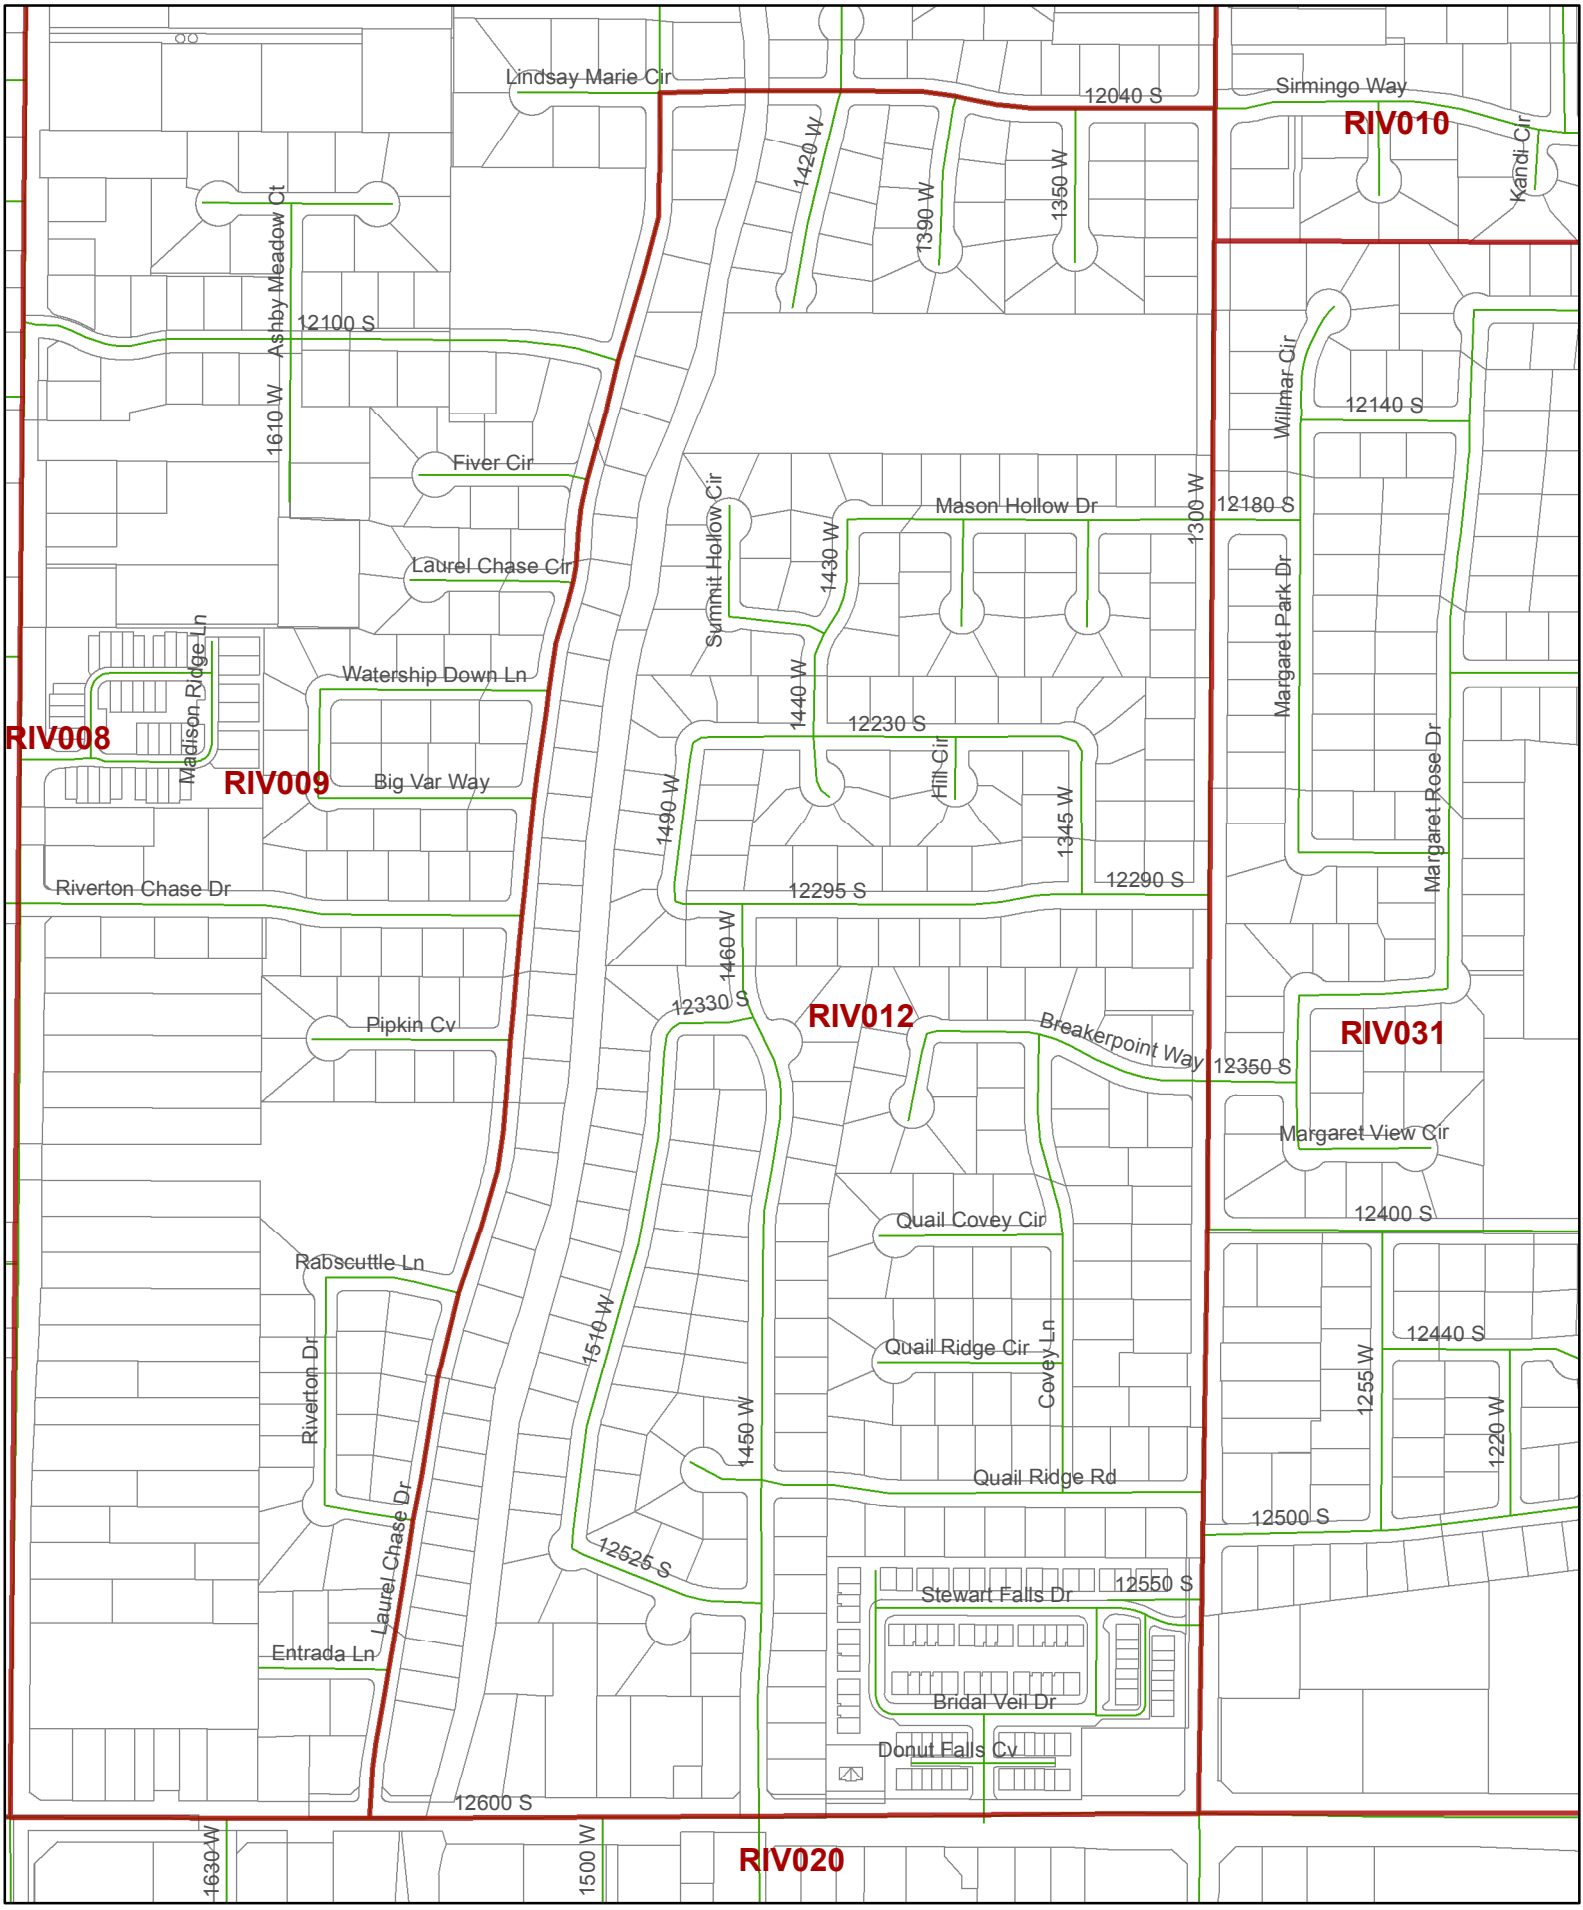 Lindsay Marie Cir
12040 S
Sirmingo Way
RIV010
Kandi Cir
1420 W
1390 W
1350 W
Ashby Meadow Ct
12100 S
1610 W
Willmar Cir
12140 S
Fiver Cir
Summit Hollow Cir
Mason Hollow Dr
1300 W
12180 S
1430 W
Laurel Chase Cir
Margaret Park Dr
Madison Ridge Ln
Watership Down Ln
1440 W
12230 S
RIV008
RIV009
Big Var Way
Hill Cir
1490 W
1345 W
Margaret Rose Dr
Riverton Chase Dr
12295 S
12290 S
1460 W
12330 S
RIV012
Pipkin Cv
Breakerpoint Way
RIV031
12350 S
Margaret View Cir
Quail Covey Cir
12400 S
Rabscuttle Ln
1510 W
Riverton Dr
Quail Ridge Cir
Covey Ln
12440 S
1255 W
1220 W
1450 W
Quail Ridge Rd
12500 S
Laurel Chase Dr
12525 S
12550 S
Stewart Falls Dr
Entrada Ln
Bridal Veil Dr
Donut Falls Cv
12600 S
1630 W
1500 W
RIV020